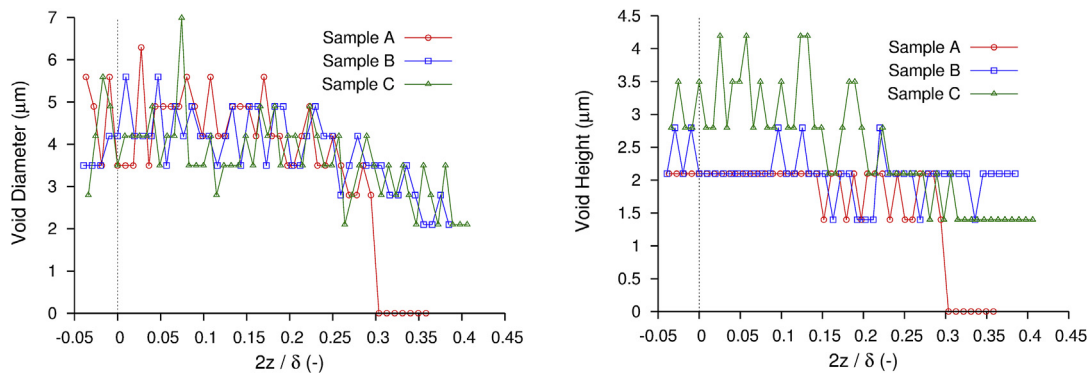 7
6
5
4
3
2
1
0
Void Diameter (μm)
Sample A
Sample B
Sample C
-0.05 0 0.05 0.1 0.15 0.2 0.25 0.3 0.35 0.4 0.45
2z / δ (-)
4.5
4
3.5
3
2.5
2
1.5
1
0.5
0
Void Height (μm)
Sample A
Sample B
Sample C
-0.05 0 0.05 0.1 0.15 0.2 0.25 0.3 0.35 0.4 0.45
2z / δ (-)